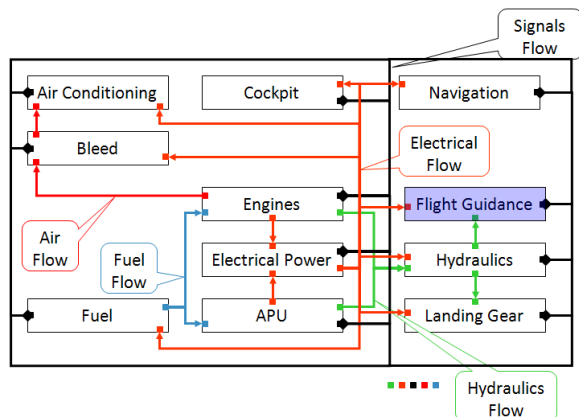 Signals
Flow
Air Conditioning
Cockpit
Navigation
Bleed
Electrical
Flow
Engines
Flight Guidance
Air
Flow
Fuel
Flow
Electrical Power
Hydraulics
Fuel
APU
Landing Gear
Hydraulics
Flow